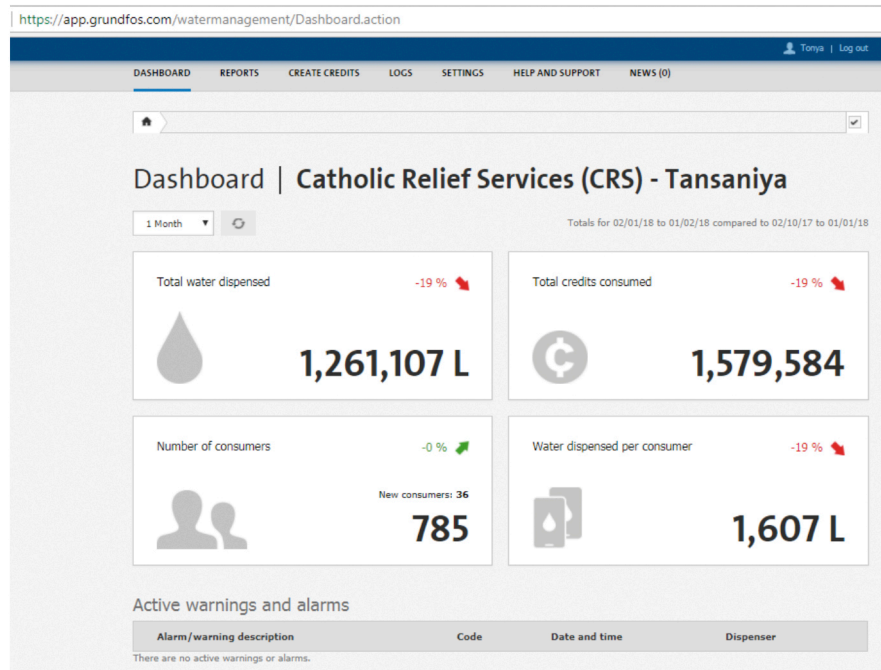 https://app.grundfos.com/watermanagement/Dashboard.action
Tonya | Log out
DASHBOARD REPORTS CREATE CREDITS LOGS SETTINGS HELP AND SUPPORT NEWS (0)
Dashboard | Catholic Relief Services (CRS) - Tansaniya
1 Month Totals for 02/01/18 to 01/02/18 compared to 02/10/17 to 01/01/18
Total water dispensed -19 %
1,261,107 L
Total credits consumed -19 %
1,579,584
Number of consumers -0 %
New consumers: 36
785
Water dispensed per consumer -19 %
1,607 L
Active warnings and alarms
Alarm/warning description Code Date and time Dispenser
There are no active warnings or alarms.